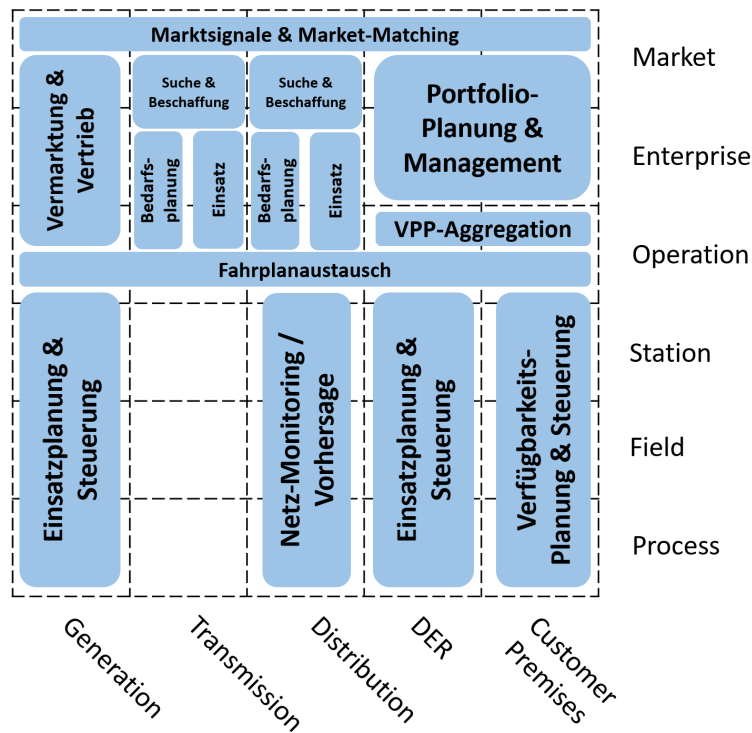 Marktsignale & Market-Matching
Market
Vermarktung &
Vertrieb
Suche &
Beschaffung
Suche &
Beschaffung
Portfolio-
Planung &
Management
Bedarfs-
planung
Einsatz
Bedarfs-
planung
Einsatz
Enterprise
VPP-Aggregation
Operation
Fahrplanaustausch
Einsatzplanung &
Steuerung
Netz-Monitoring /
Vorhersage
Einsatzplanung &
Steuerung
Verfügbarkeits-
Planung & Steuerung
Station
Field
Process
Generation
Transmission
Distribution
DER
Customer
Premises